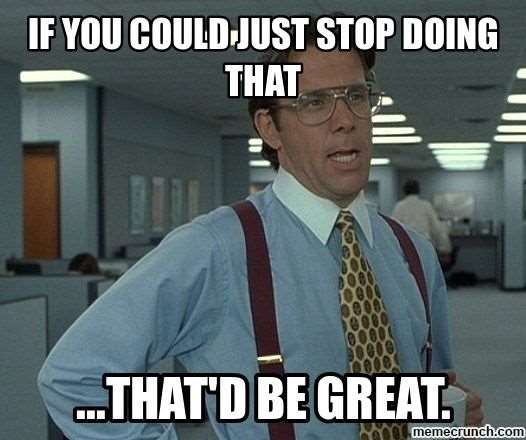 IF YOU COULD JUST STOP DOING
THAT
...THAT'D BE GREAT.
memecrunch.com